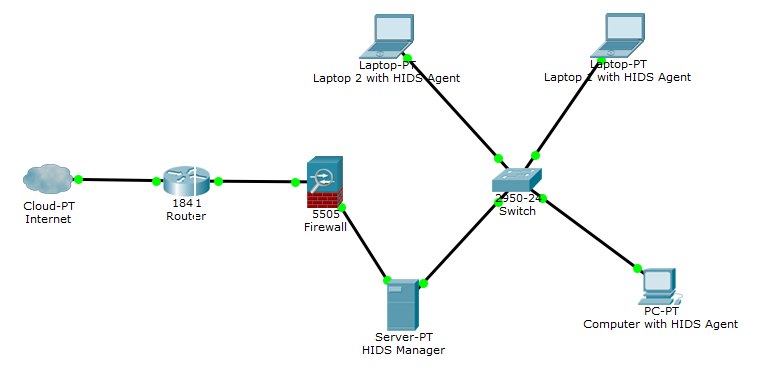 Laptop-PT
Laptop 2 with HIDS Agent
Laptop-PT
Laptop 1 with HIDS Agent
Cloud-PT
Internet
1841
Router
5505
Firewall
2950-24
Switch
Server-PT
HIDS Manager
PC-PT
Computer with HIDS Agent